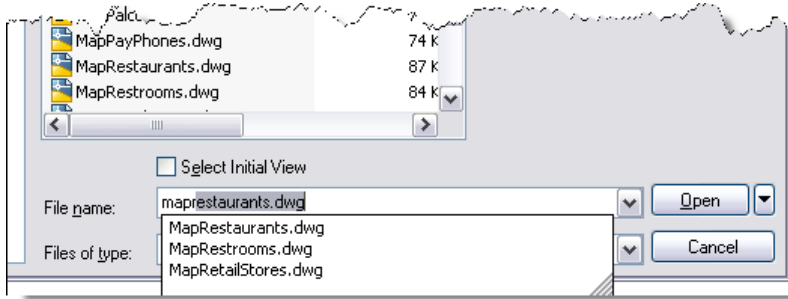 MapPayPhones.dwg 74 K
MapRestaurants.dwg 87 K
MapRestrooms.dwg 84 K
Select Initial View
File name: maprestaurants.dwg Open
MapRestaurants.dwg
Files of type: MapRestrooms.dwg Cancel
MapRetailStores.dwg